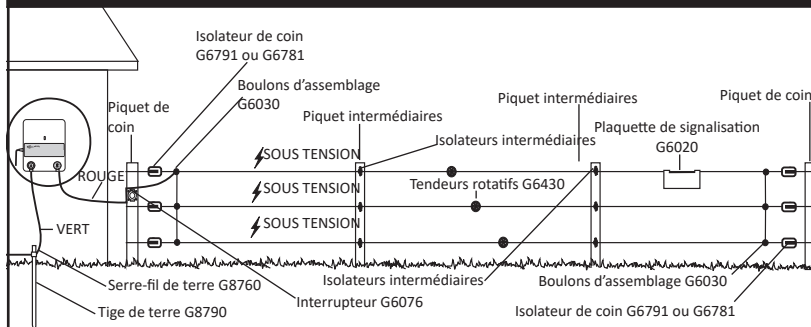 Isolateur de coin
G6791 ou G6781
Boulons d'assemblage
G6030
Piquet de
coin
Piquet intermédiaires
Piquet intermédiaires
Piquet de coin
Isolateurs intermédiaires
Plaquette de signalisation
G6020
SOUS TENSION
ROUGE
SOUS TENSION
Tendeurs rotatifs G6430
SOUS TENSION
VERT
Serre-fil de terre G8760
Isolateurs intermédiaires
Boulons d'assemblage G6030
Interrupteur G6076
Tige de terre G8790
Isolateur de coin G6791 ou G6781